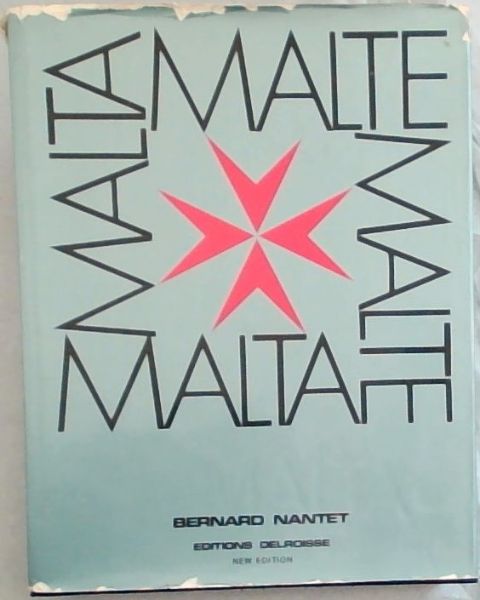 MALTE
MALTA
MALTE
MALTA
BERNARD NANTET
EDITIONS DELROISSE
NEW EDITION